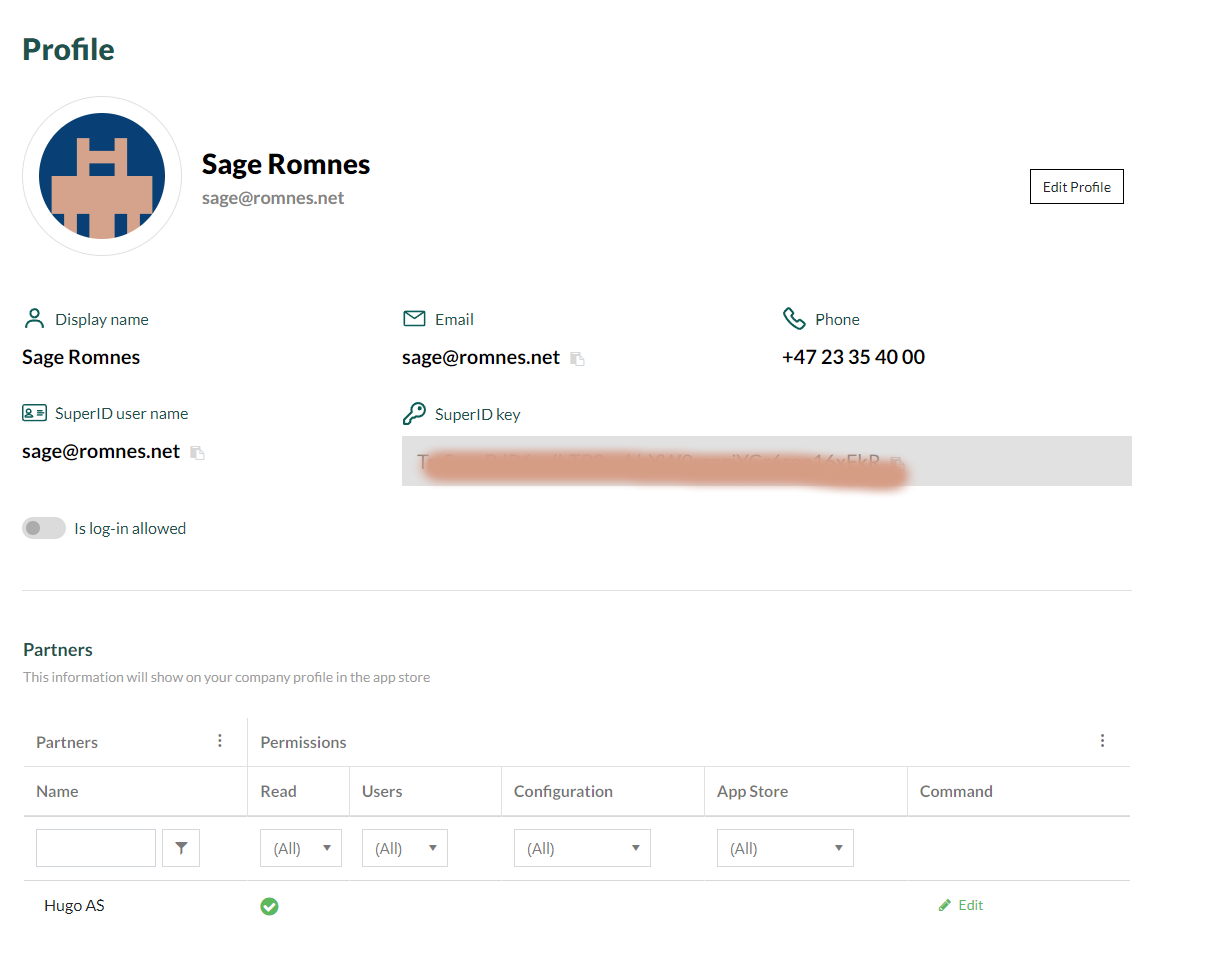 Profile
Sage Romnes
sage@romnes.net
Edit Profile
Display name
Email
Phone
Sage Romnes
sage@romnes.net
+47 23 35 40 00
SuperID user name
SuperID key
sage@romnes.net
Is log-in allowed
Partners
This information will show on your company profile in the app store
Partners
Permissions
Name
Read
Users
Configuration
App Store
Command
(All)
(All)
(All)
(All)
Hugo AS
Edit